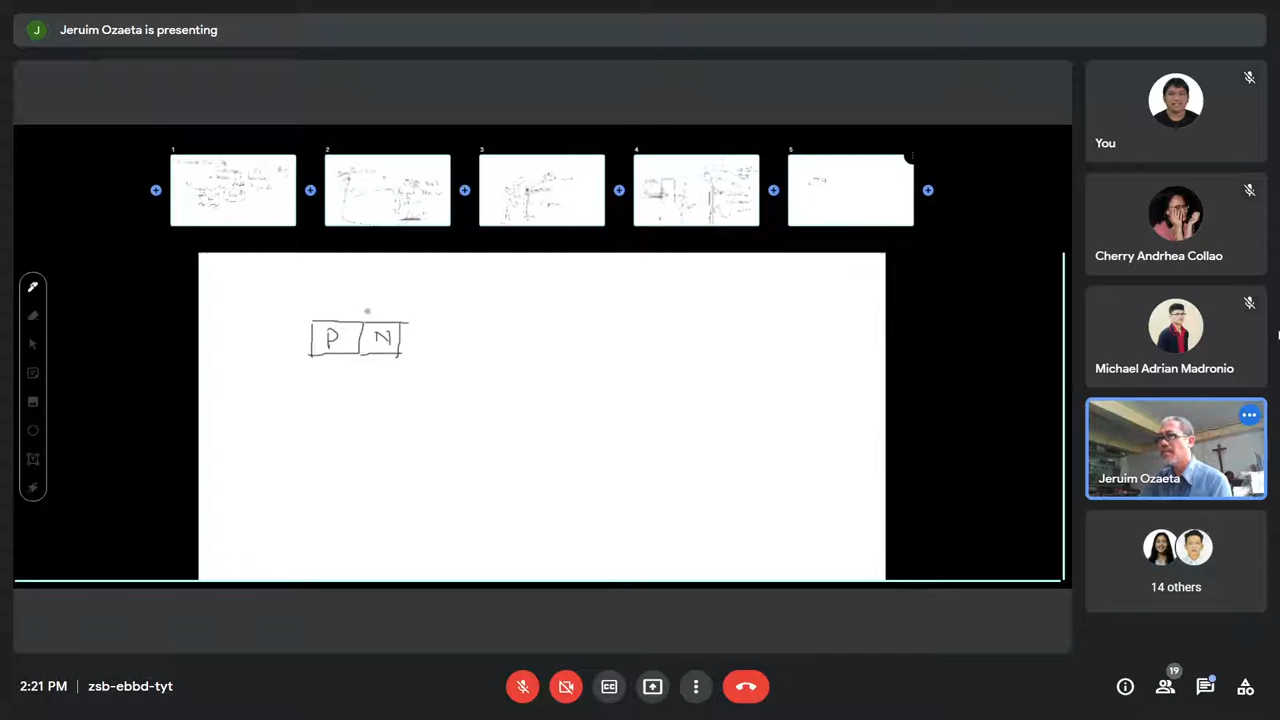 J Jeruim Ozaeta is presenting
1 2 3 4 5
P N
You
Cherry Andrhea Collao
Michael Adrian Madronio
Jeruim Ozaeta
14 others
2:21 PM zsb-ebbd-tyt
CC
19